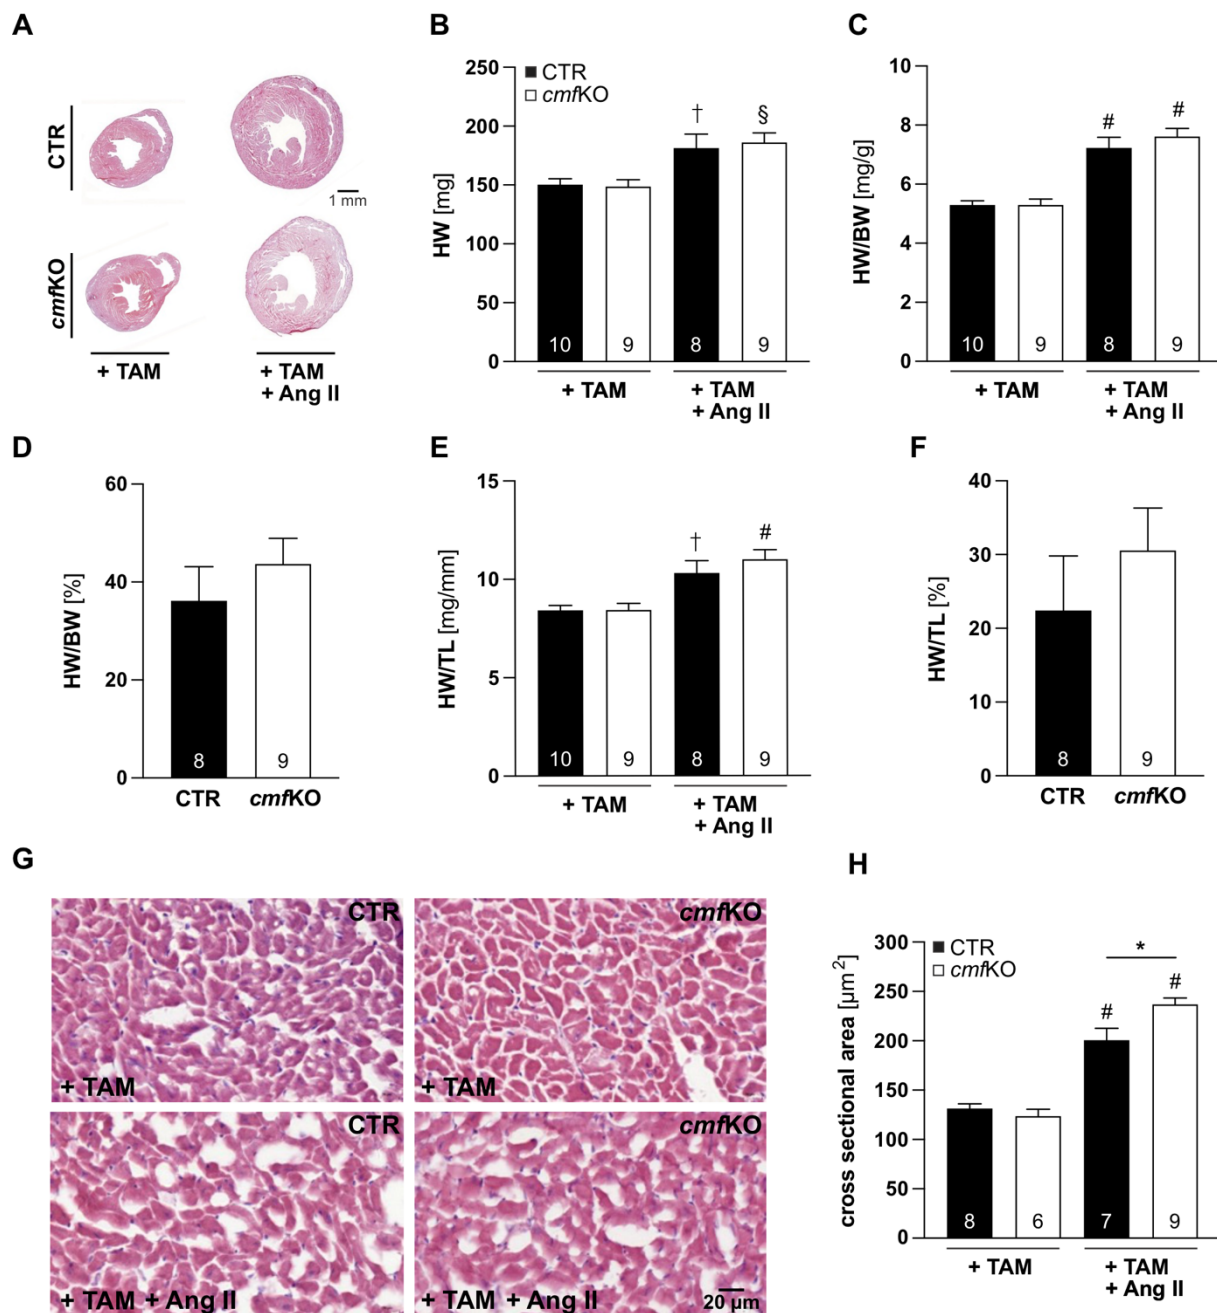 A
CTR
cmfKO
1 mm
+ TAM
+ TAM
+ Ang II
B
CTR
cmfKO
HW [mg]
250
200
150
100
50
0
†
§
10
9
8
9
+ TAM
+ TAM
+ Ang II
C
HW/BW [mg/g]
10
8
6
4
2
0
#
#
10
9
8
9
+ TAM
+ TAM
+ Ang II
D
HW/BW [%]
60
40
20
0
8
9
CTR
cmfKO
E
HW/TL [mg/mm]
15
10
5
0
†
#
10
9
8
9
+ TAM
+ TAM
+ Ang II
F
HW/TL [%]
40
30
20
10
0
8
9
CTR
cmfKO
G
CTR
+ TAM
cmfKO
+ TAM
CTR
+ TAM + Ang II
cmfKO
+ TAM + Ang II
20 µm
H
CTR
cmfKO
cross sectional area [µm⁻²]
300
250
200
150
100
50
0
*
#
#
8
6
7
9
+ TAM
+ TAM
+ Ang II